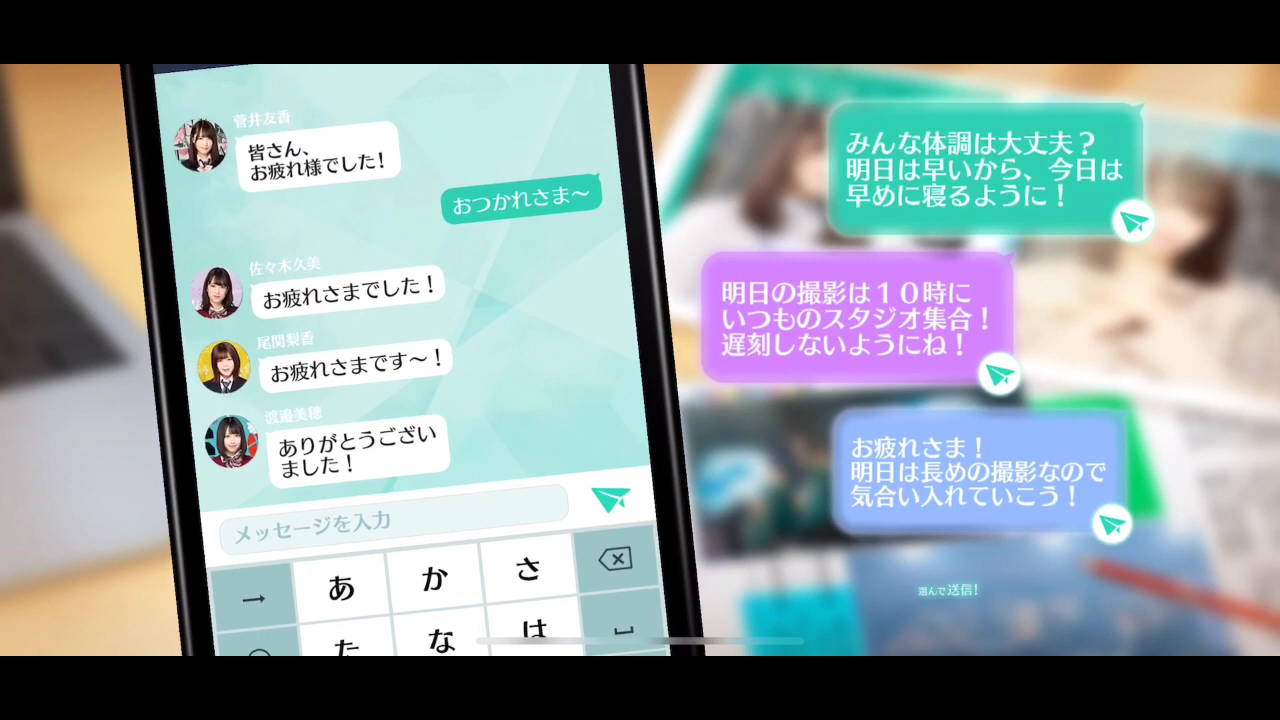 菅井友香
皆さん、
お疲れ様でした!
おつかれさま〜
佐々木久美
お疲れさまでした！
尾関梨香
お疲れさまです〜！
渡邉美穂
ありがとうござい
ました！
メッセージを入力
→
あ
か
さ
た
な
は
みんな体調は大丈夫？
明日は早いから、今日は
早めに寝るように！
明日の撮影は１０時に
いつものスタジオ集合！
遅刻しないようにね！
お疲れさま！
明日は長めの撮影なので
気合い入れていこう！
選んで送信!